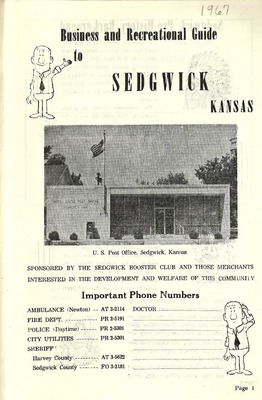 1967
Business and Recreational Guide
to
SEDGWICK
KANSAS
U. S. Post Office, Sedgwick, Kansas
SPONSORED BY THE SEDGWICK BOOSTER CLUB AND THOSE MERCHANTS
INTERESTED IN THE DEVELOPMENT AND WELFARE OF THIS COMMUNITY
Important Phone Numbers
AMBULANCE (Newton) -- AT 3-2114 DOCTOR
FIRE DEPT. -------- PR 2-5191
POLICE (Daytime) ----- PR 2-5301
CITY UTILITIES -- -- PR 2-5301
SHERIFF
Harvey County ------- AT 3-5622
Sedgwick County ----- FO 3-2181
Page 1